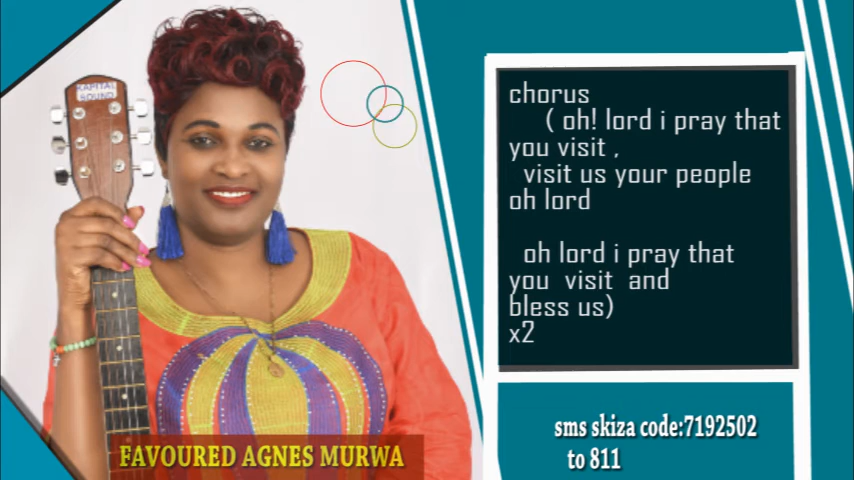 KAPITAL
SOUND
chorus
( oh! lord i pray that
you visit ,
visit us your people
oh lord
oh lord i pray that
you visit and
bless us)
x2
sms skiza code:7192502
to 811
FAVOURED AGNES MURWA